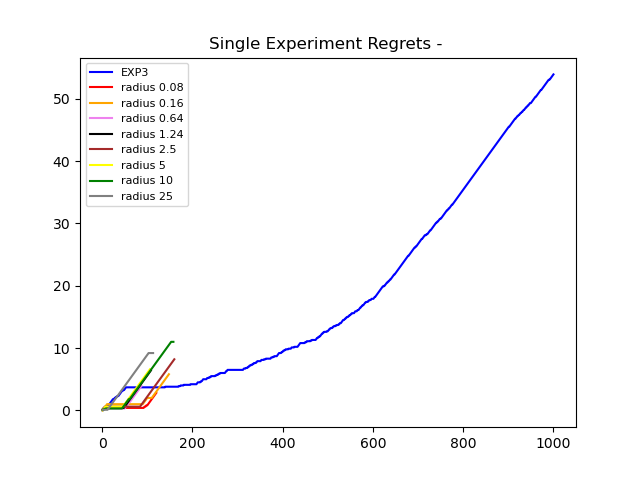 Single Experiment Regrets -
EXP3
radius 0.08
radius 0.16
radius 0.64
radius 1.24
radius 2.5
radius 5
radius 10
radius 25
50
40
30
20
10
0
0 200 400 600 800 1000